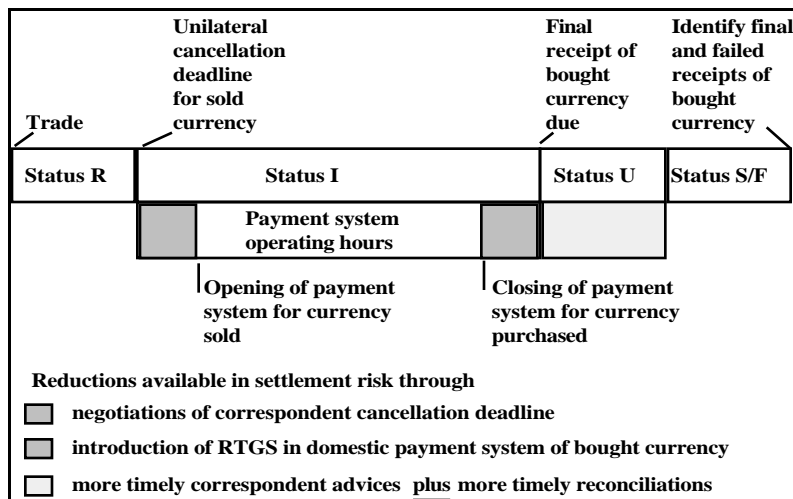 Unilateral
cancellation
deadline
for sold
currency
Final
receipt of
bought
currency
due
Identify final
and failed
receipts of
bought
currency
Trade
Status R
Status I
Status U
Status S/F
Payment system
operating hours
Opening of payment
system for currency
sold
Closing of payment
system for currency
purchased
Reductions available in settlement risk through
negotiations of correspondent cancellation deadline
introduction of RTGS in domestic payment system of bought currency
more timely correspondent advices plus more timely reconciliations